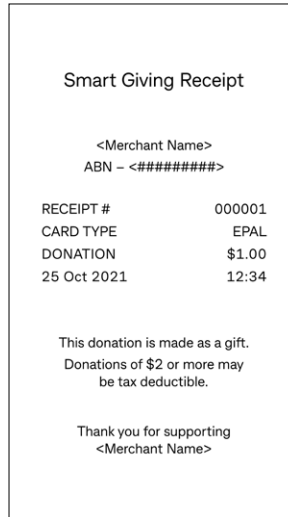 Smart Giving Receipt
<Merchant Name>
ABN – <#########>
RECEIPT # 000001
CARD TYPE EPAL
DONATION $1.00
25 Oct 2021 12:34
This donation is made as a gift.
Donations of $2 or more may
be tax deductible.
Thank you for supporting
<Merchant Name>